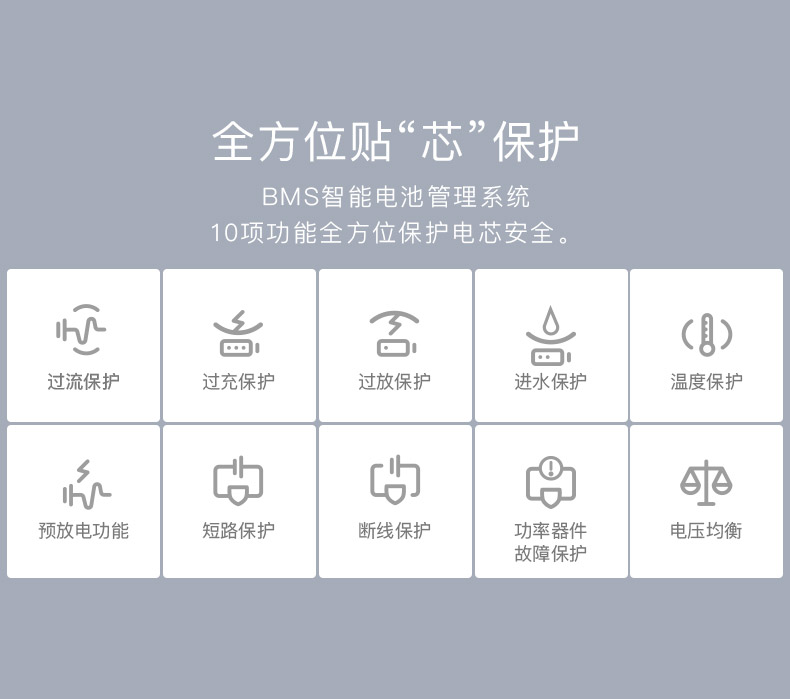 全方位贴“芯”保护
BMS智能电池管理系统
10项功能全方位保护电芯安全。
过流保护
过充保护
过放保护
进水保护
温度保护
预放电功能
短路保护
断线保护
功率器件
故障保护
电压均衡